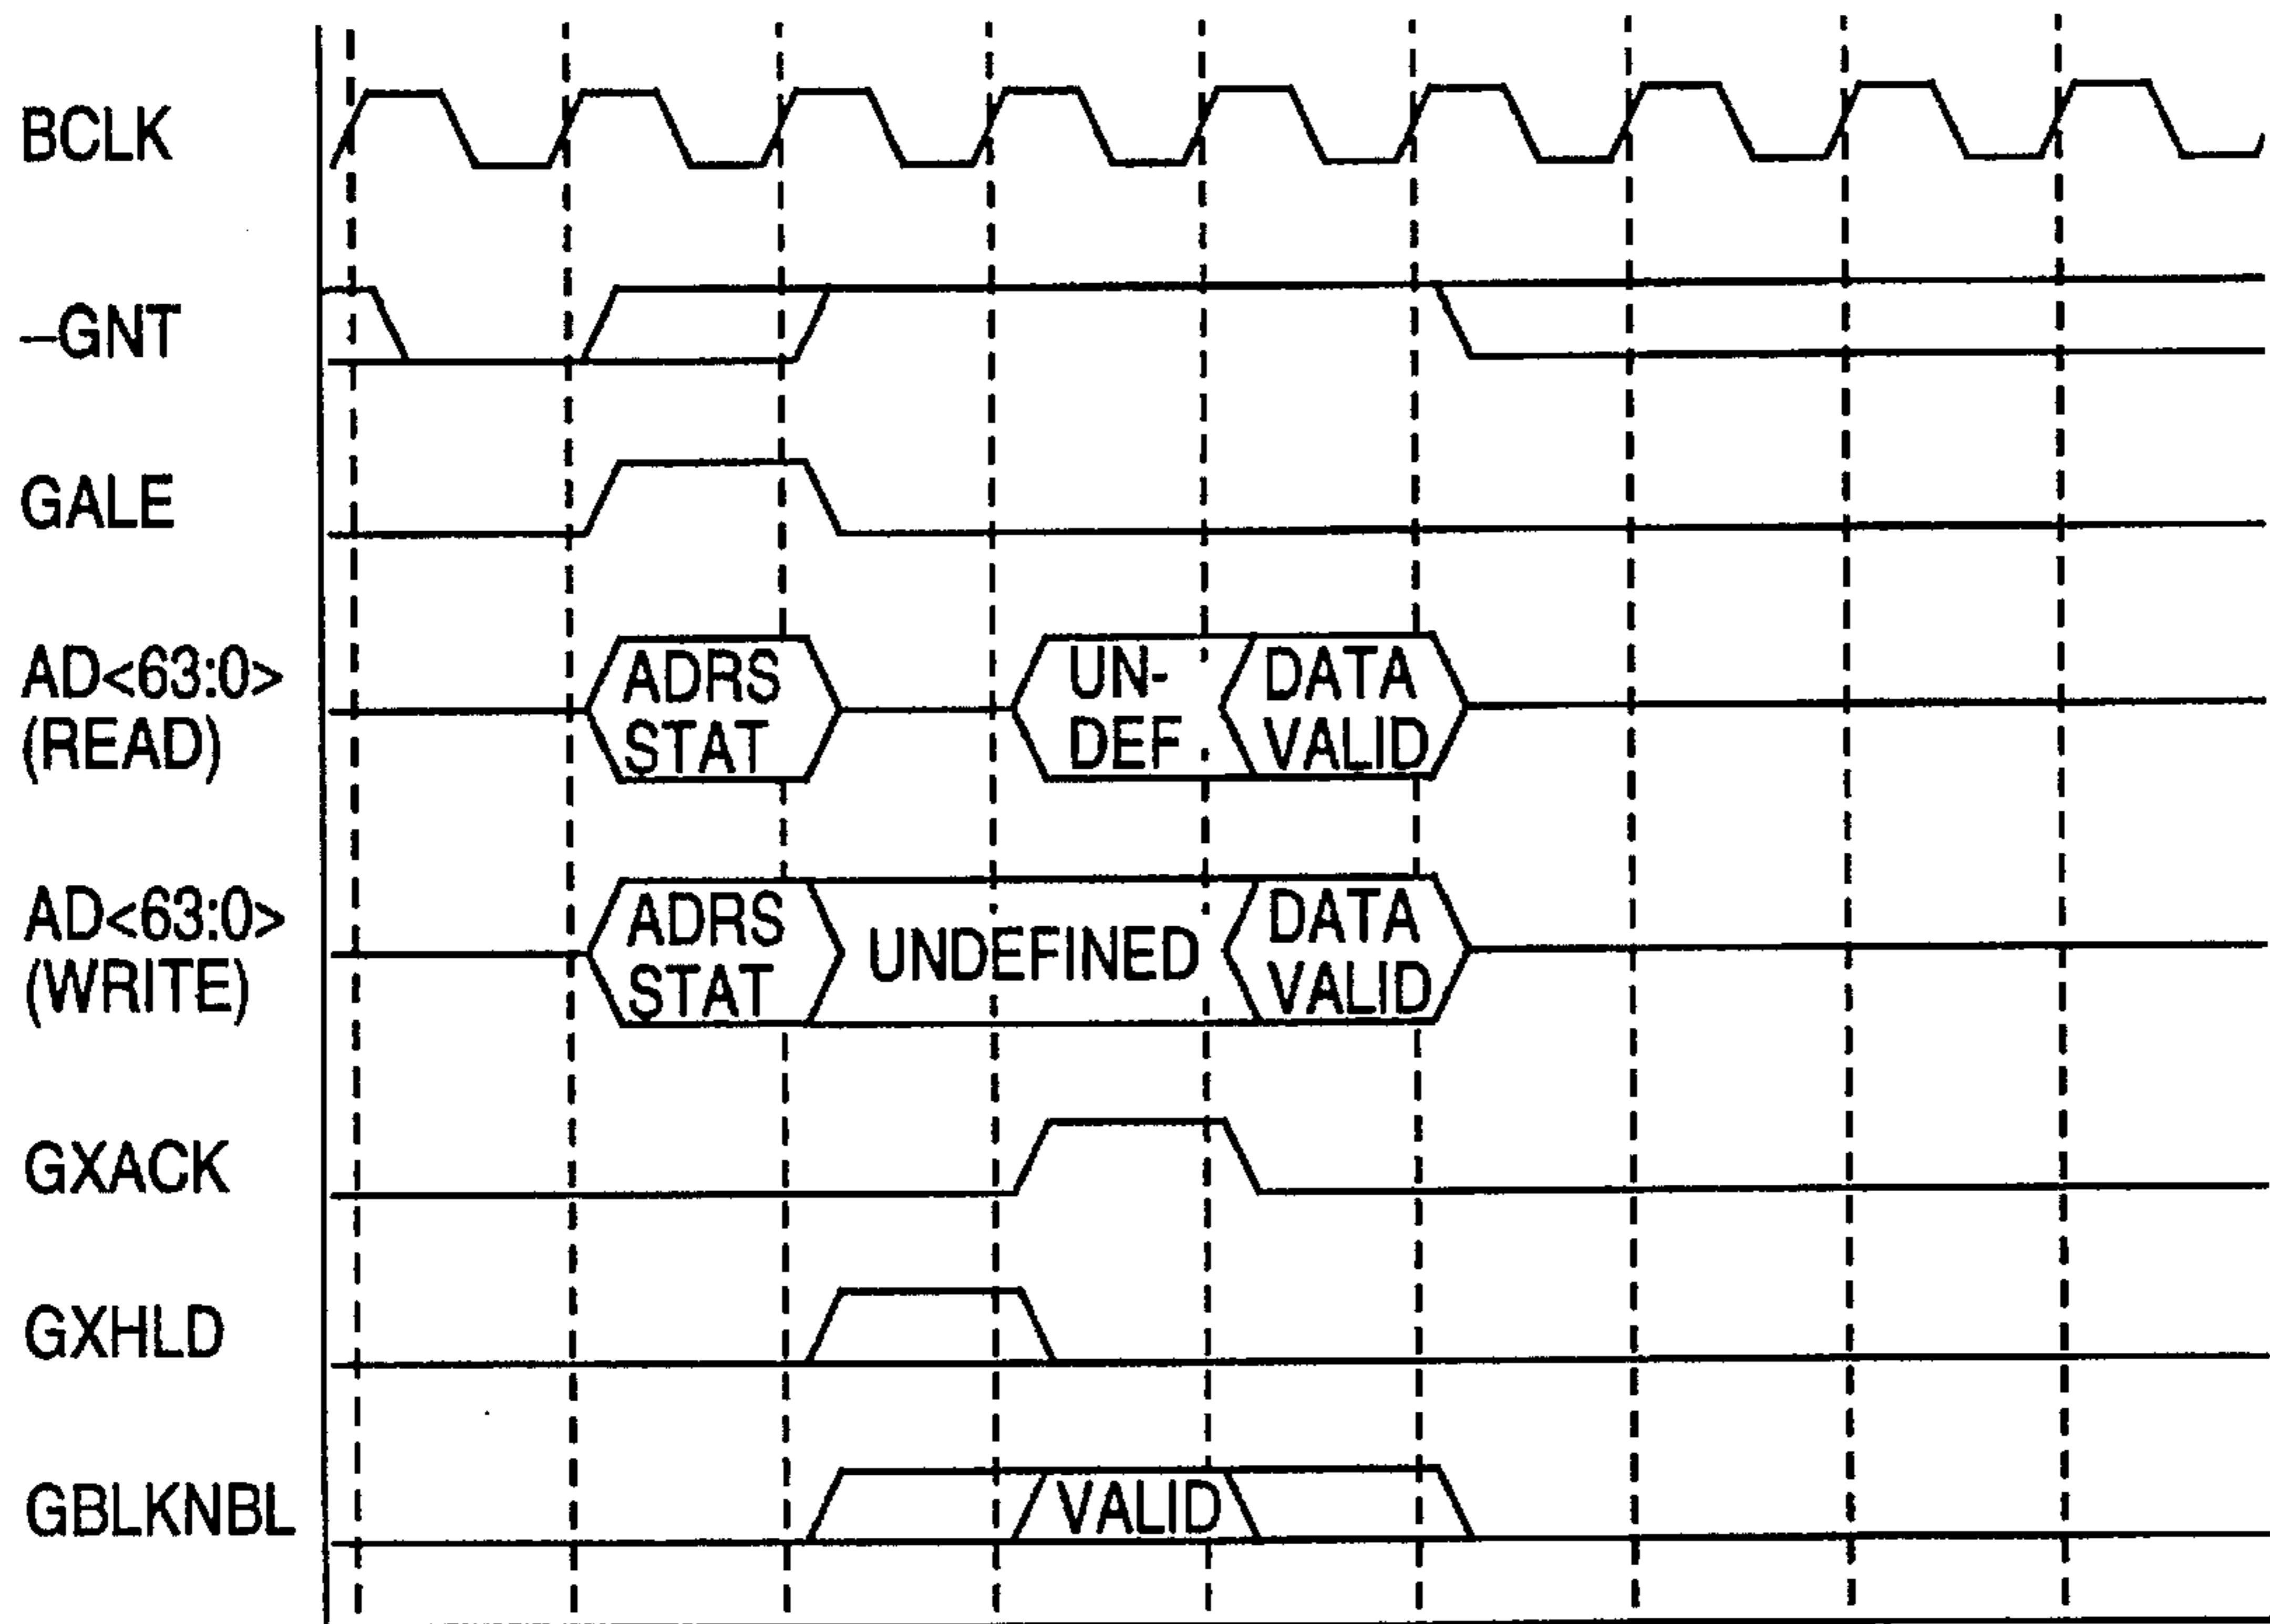 BCLK
–GNT
GALE
AD<63:0>
(READ)
ADRS
STAT
UN-
DEF
DATA
VALID
AD<63:0>
(WRITE)
ADRS
STAT
UNDEFINED
DATA
VALID
GXACK
GXHLD
GBLKNBL
VALID